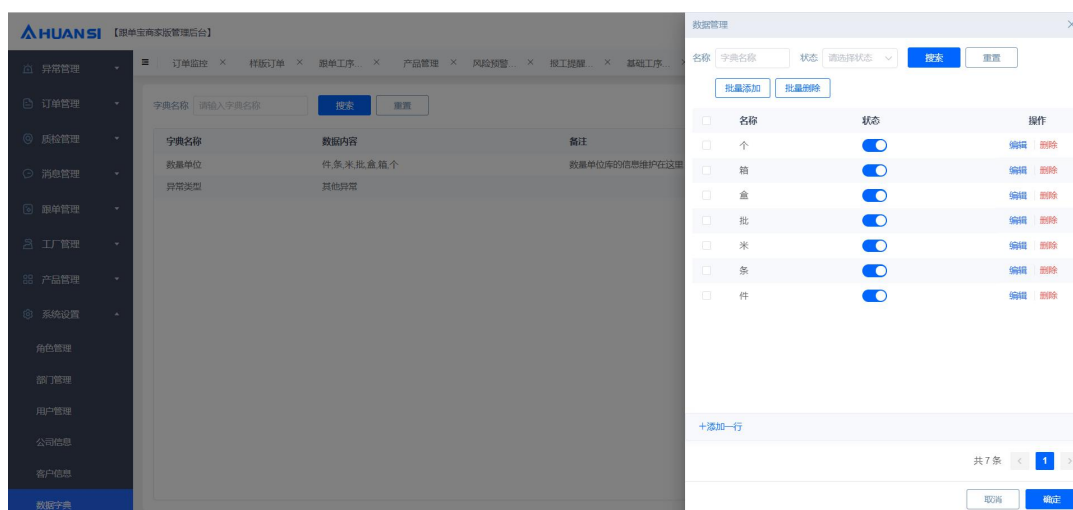 HUANSI 【跟单宝商家版管理后台】
异常管理
订单管理
质检管理
消息管理
跟单管理
工厂管理
产品管理
系统设置
角色管理
部门管理
用户管理
公司信息
客户信息
数据字典
订单监控 × 样版订单 × 跟单工序... × 产品管理 × 风险预警... × 报工提醒... × 基础工序... ×
字典名称 请输入字典名称 搜索 重置
字典名称 数据内容 备注
数量单位 件,条,米,批,盒,箱,个 数量单位库的信息维护在这里
异常类型 其他异常
数据管理
名称 字典名称 状态 请选择状态 搜索 重置
批量添加 批量删除
名称 状态 操作
个 编辑 删除
箱 编辑 删除
盒 编辑 删除
批 编辑 删除
米 编辑 删除
条 编辑 删除
件 编辑 删除
+添加一行
共 7 条 < 1 >
取消 确定